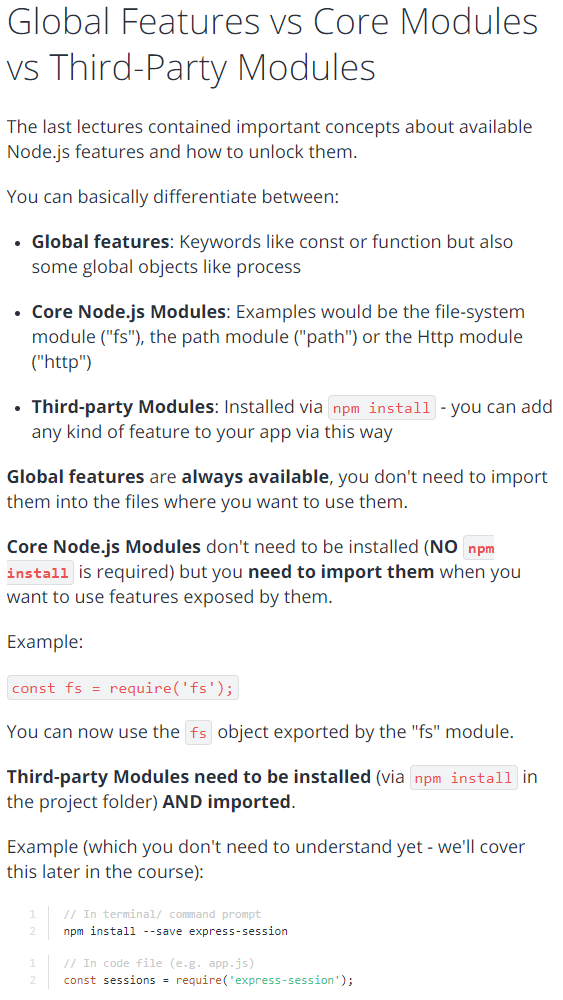 Global Features vs Core Modules
vs Third-Party Modules
The last lectures contained important concepts about available
Node.js features and how to unlock them.
You can basically differentiate between:
• Global features: Keywords like const or function but also
some global objects like process
• Core Node.js Modules: Examples would be the file-system
module ("fs"), the path module ("path") or the Http module
("http")
• Third-party Modules: Installed via npm install - you can add
any kind of feature to your app via this way
Global features are always available, you don't need to import
them into the files where you want to use them.
Core Node.js Modules don't need to be installed (NO npm
install is required) but you need to import them when you
want to use features exposed by them.
Example:
const fs = require('fs');
You can now use the fs object exported by the "fs" module.
Third-party Modules need to be installed (via npm install in
the project folder) AND imported.
Example (which you don't need to understand yet - we'll cover
this later in the course):
1 // In terminal/ command prompt
2 npm install --save express-session
1 // In code file (e.g. app.js)
2 const sessions = require('express-session');